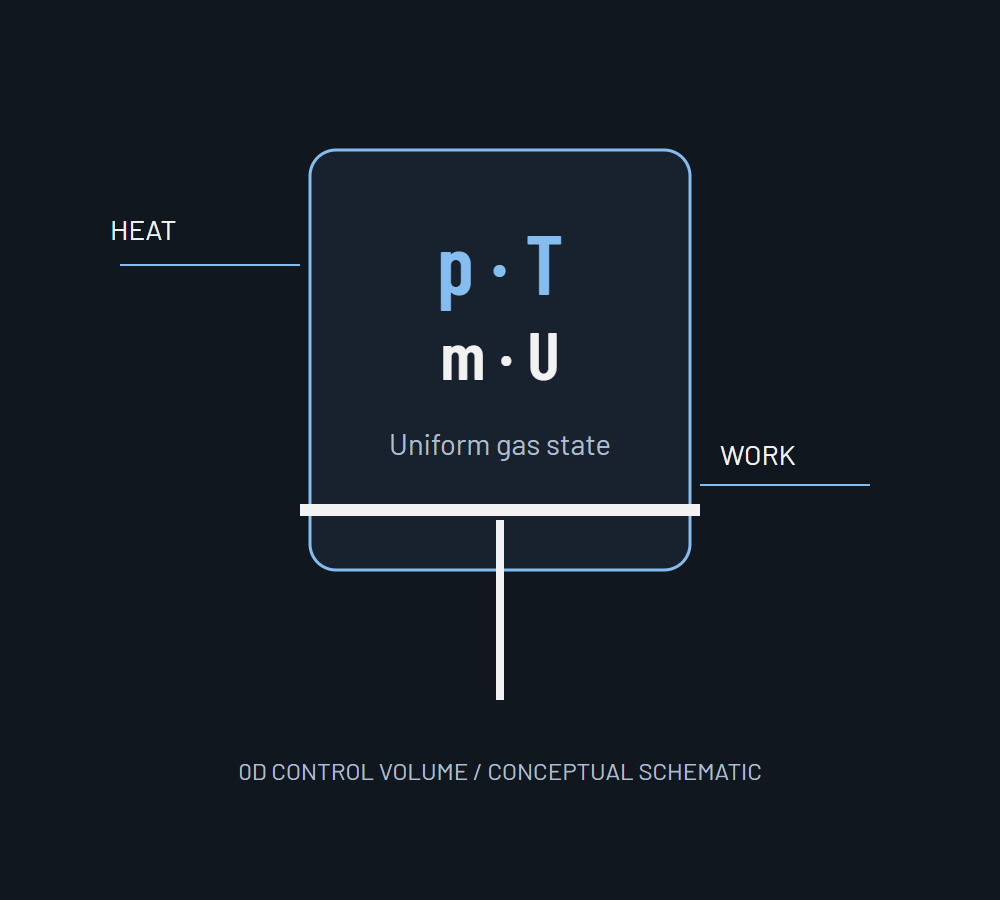 HEAT
p · T
m · U
Uniform gas state
WORK
0D CONTROL VOLUME / CONCEPTUAL SCHEMATIC